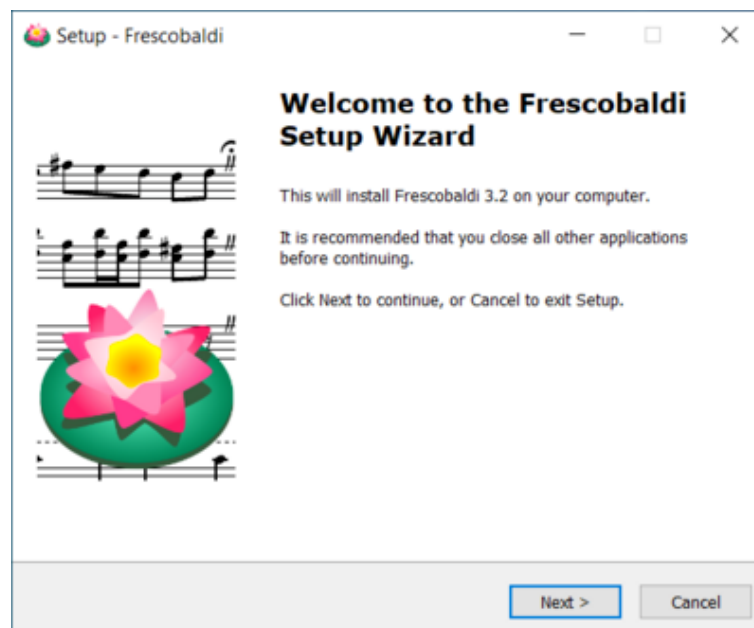 Setup - Frescobaldi
Welcome to the Frescobaldi
Setup Wizard
This will install Frescobaldi 3.2 on your computer.
It is recommended that you close all other applications
before continuing.
Click Next to continue, or Cancel to exit Setup.
Next >
Cancel